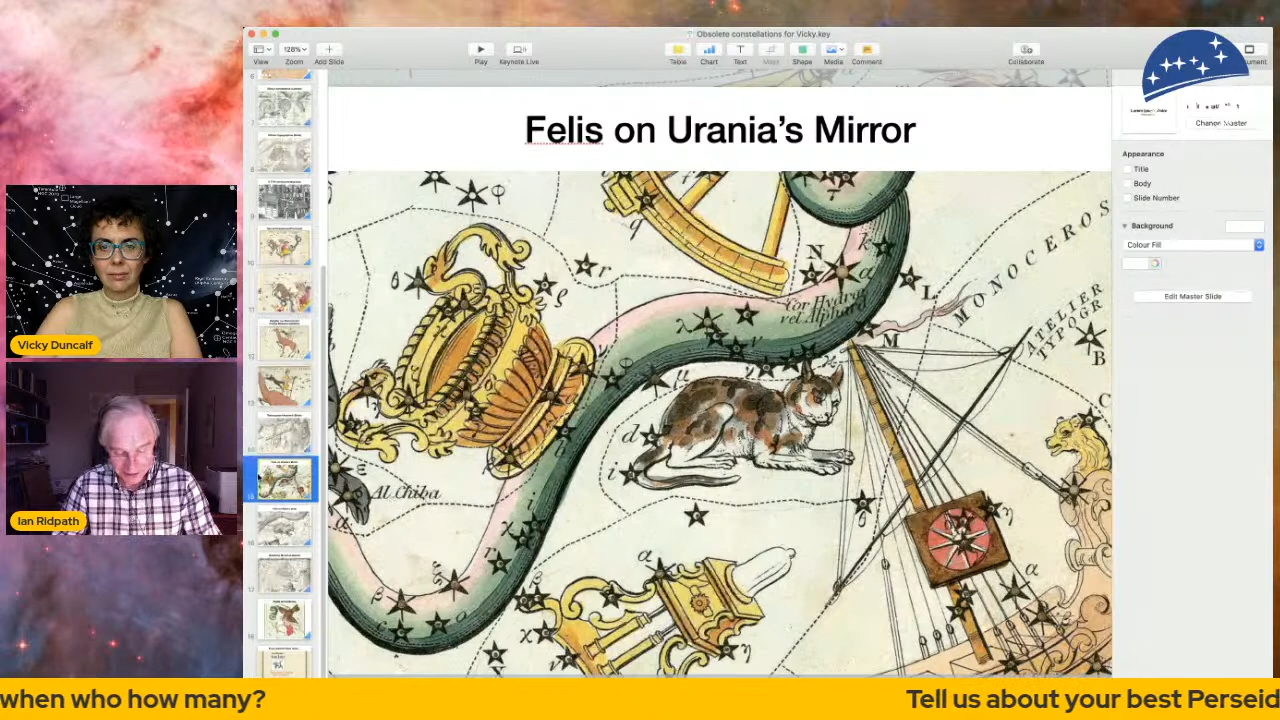 Obsolete constellations for Vicky.key
128%
View
Zoom
Add Slide
Play
Keynote Live
Table
Chart
Text
Shape
Media
Comment
Collaborate
Change Master
Appearance
Title
Body
Slide Number
Background
Colour Fill
Edit Master Slide
Felis on Urania's Mirror
MONOCEROS
ATELIER
TYPOGR
Cor Hydræ
vel Alphard
N
L
M
B
C
Al Chiba
Vicky Duncalf
Ian Ridpath
when who how many?
Tell us about your best Perseid